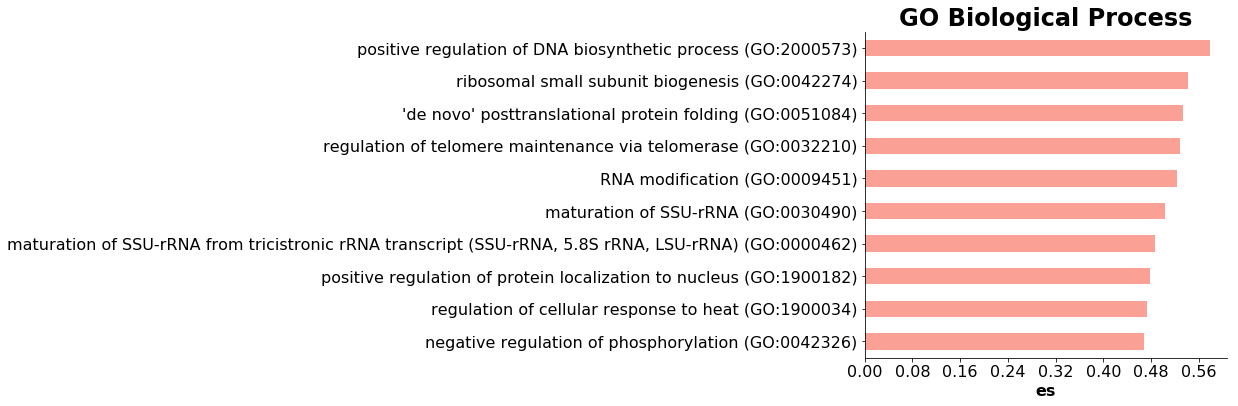 GO Biological Process
positive regulation of DNA biosynthetic process (GO:2000573)
ribosomal small subunit biogenesis (GO:0042274)
'de novo' posttranslational protein folding (GO:0051084)
regulation of telomere maintenance via telomerase (GO:0032210)
RNA modification (GO:0009451)
maturation of SSU-rRNA (GO:0030490)
maturation of SSU-rRNA from tricistronic rRNA transcript (SSU-rRNA, 5.8S rRNA, LSU-rRNA) (GO:0000462)
positive regulation of protein localization to nucleus (GO:1900182)
regulation of cellular response to heat (GO:1900034)
negative regulation of phosphorylation (GO:0042326)
0.00 0.08 0.16 0.24 0.32 0.40 0.48 0.56
es